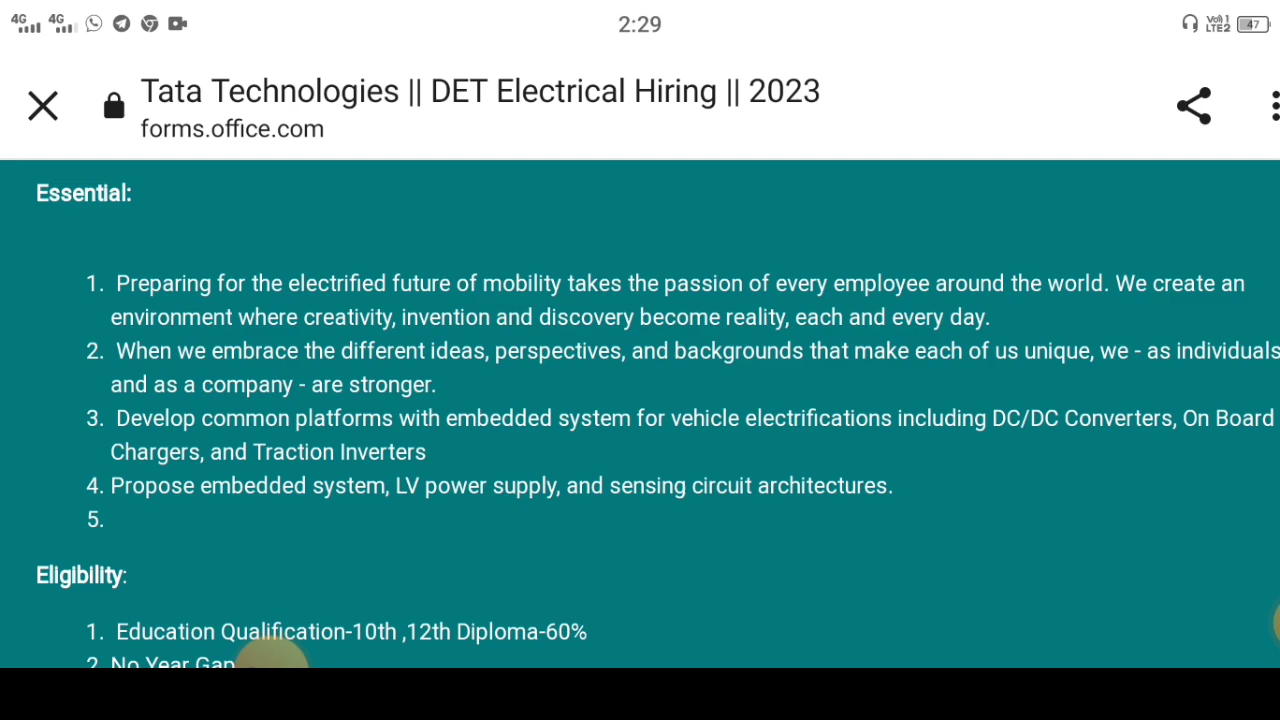 4G 4G 2:29 Vo)) 1 LTE2 47
Tata Technologies || DET Electrical Hiring || 2023
forms.office.com
Essential:
1. Preparing for the electrified future of mobility takes the passion of every employee around the world. We create an
environment where creativity, invention and discovery become reality, each and every day.
2. When we embrace the different ideas, perspectives, and backgrounds that make each of us unique, we - as individuals
and as a company - are stronger.
3. Develop common platforms with embedded system for vehicle electrifications including DC/DC Converters, On Board
Chargers, and Traction Inverters
4. Propose embedded system, LV power supply, and sensing circuit architectures.
5.
Eligibility:
1. Education Qualification-10th ,12th Diploma-60%
2. No Year Gap